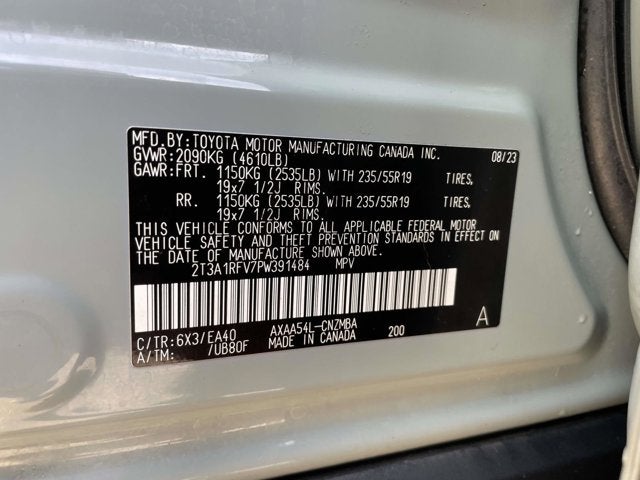 MFD. BY: TOYOTA MOTOR MANUFACTURING CANADA INC. 08/23
GVWR: 2090KG (4610LB)
GAWR: FRT. 1150KG (2535LB) WITH 235/55R19 TIRES,
19x7 1/2J RIMS.
RR. 1150KG (2535LB) WITH 235/55R19 TIRES,
19x7 1/2J RIMS.
THIS VEHICLE CONFORMS TO ALL APPLICABLE FEDERAL MOTOR
VEHICLE SAFETY AND THEFT PREVENTION STANDARDS IN EFFECT ON
THE DATE OF MANUFACTURE SHOWN ABOVE.
2T3A1RFV7PW391484 MPV
C/TR: 6X3/EA40 AXAA54L-CNZMBA 200 A
A/TM: /UB80F MADE IN CANADA